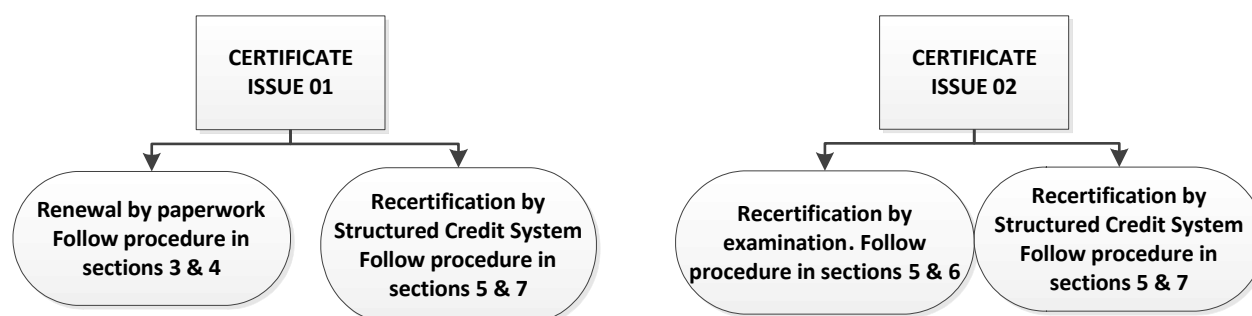 CERTIFICATE
ISSUE 01
Renewal by paperwork
Follow procedure in
sections 3 & 4
Recertification by
Structured Credit System
Follow procedure in
sections 5 & 7
CERTIFICATE
ISSUE 02
Recertification by
examination. Follow
procedure in sections 5 & 6
Recertification by
Structured Credit System
Follow procedure in
sections 5 & 7